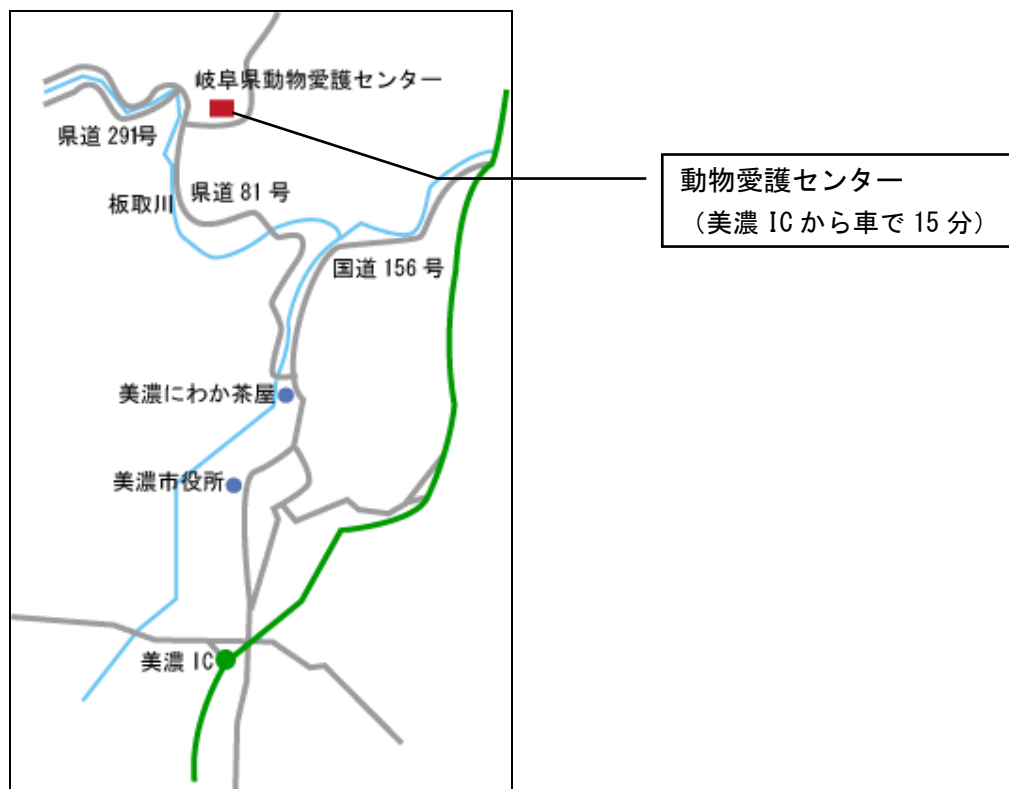 岐阜県動物愛護センター
県道 291号
板取川
県道 81 号
国道 156 号
動物愛護センター
（美濃 IC から車で 15 分）
美濃にわか茶屋
美濃市役所
美濃 IC